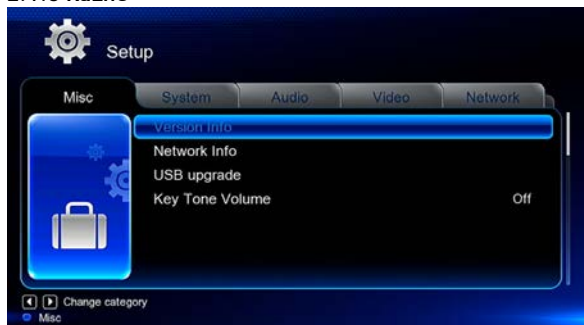 Setup
Misc System Audio Video Network
Version Info
Network Info
USB upgrade
Key Tone Volume Off
Change category
Misc